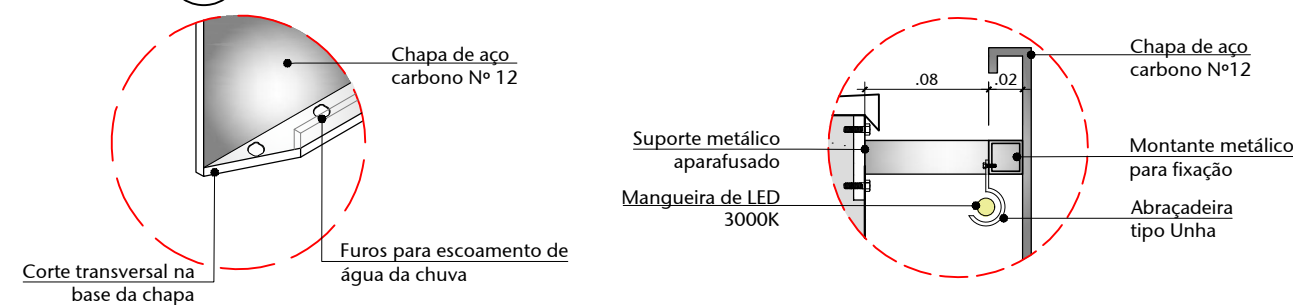 Chapa de aço
carbono Nº 12
Furos para escoamento de
água da chuva
Corte transversal na
base da chapa
.08
.02
Chapa de aço
carbono Nº12
Suporte metálico
aparafusado
Montante metálico
para fixação
Mangueira de LED
3000K
Abraçadeira
tipo Unha